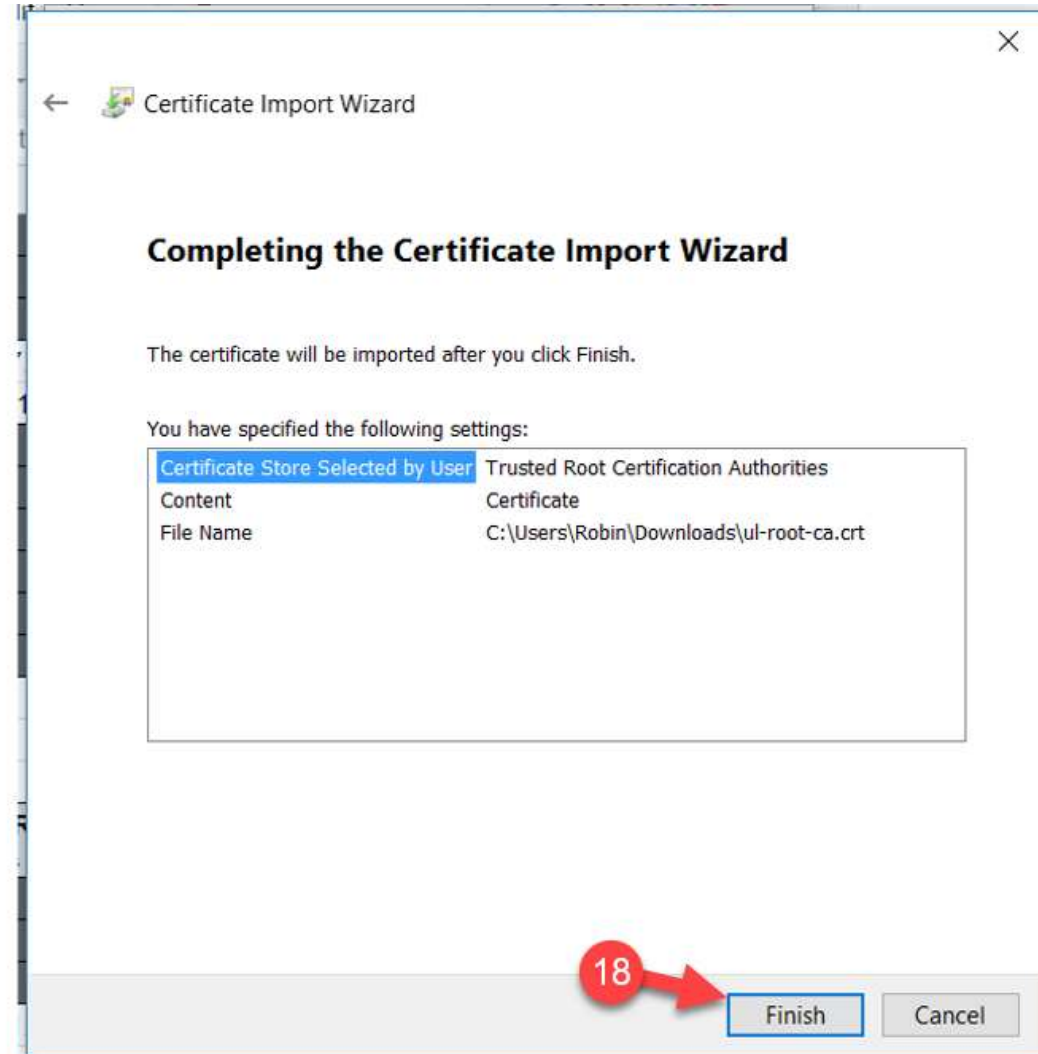 Certificate Import Wizard
Completing the Certificate Import Wizard
The certificate will be imported after you click Finish.
You have specified the following settings:
Certificate Store Selected by User Trusted Root Certification Authorities
Content Certificate
File Name C:\Users\Robin\Downloads\ul-root-ca.crt
18
Finish Cancel